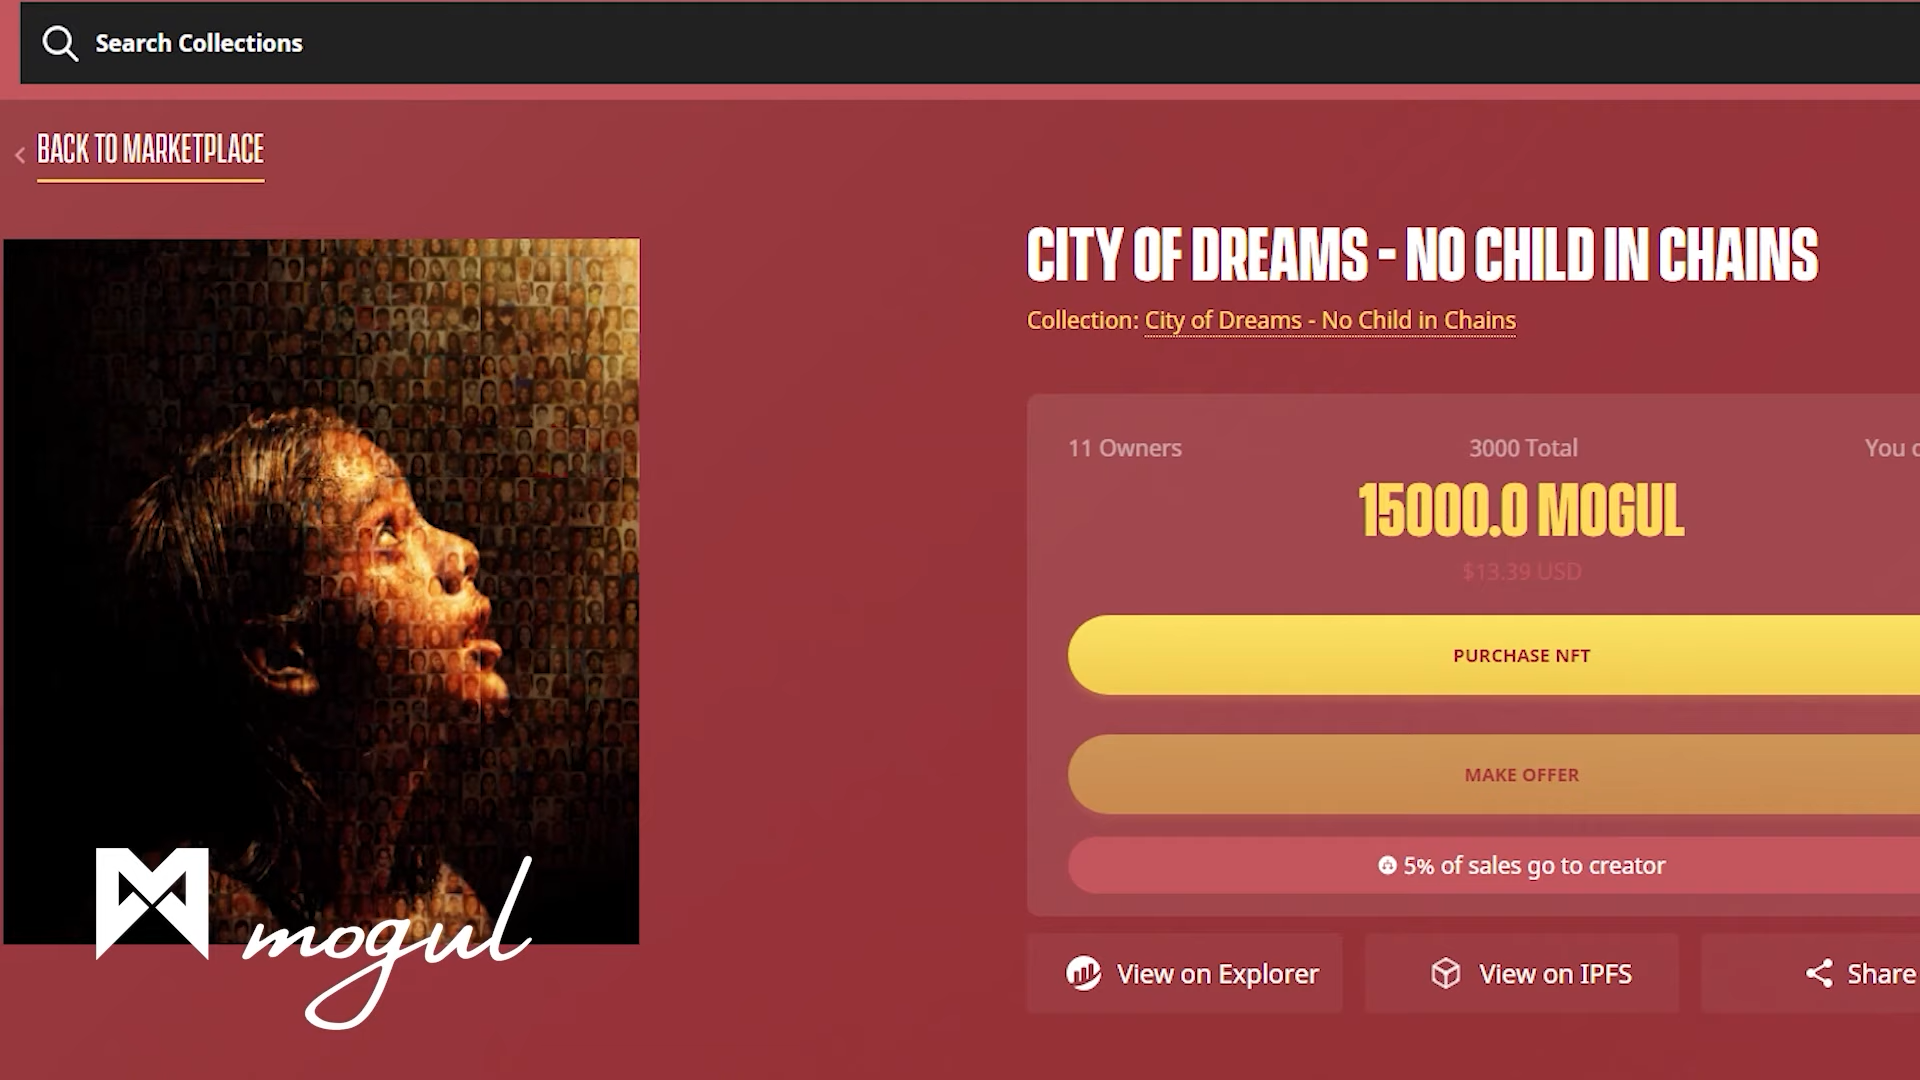 Search Collections
BACK TO MARKETPLACE
CITY OF DREAMS - NO CHILD IN CHAINS
Collection: City of Dreams - No Child in Chains
11 Owners 3000 Total You
15000.0 MOGUL
$13.39 USD
PURCHASE NFT
MAKE OFFER
5% of sales go to creator
View on Explorer View on IPFS Share
mogul